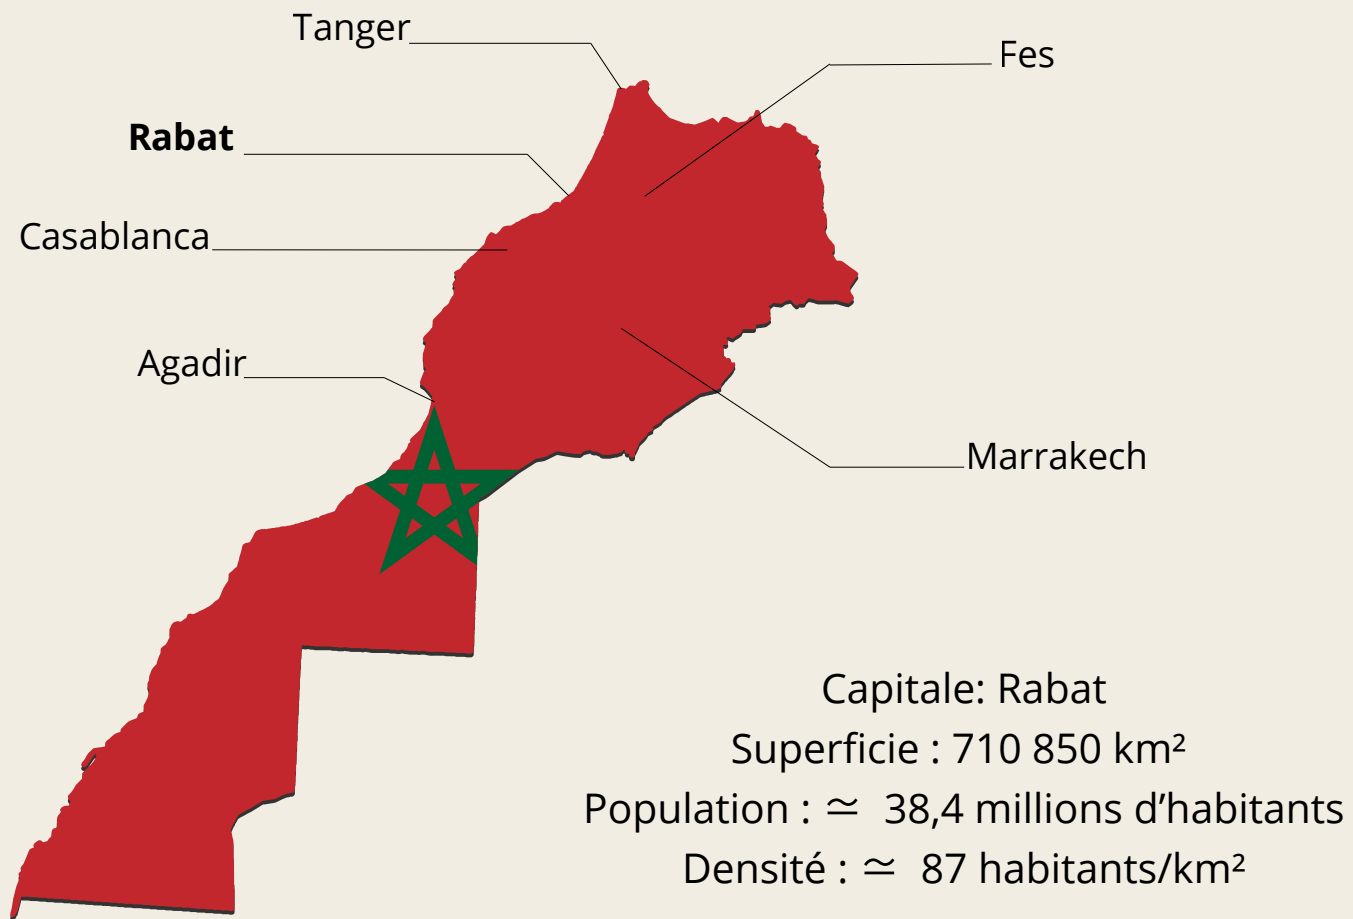 Tanger
Fes
Rabat
Casablanca
Agadir
Marrakech
Capitale: Rabat
Superficie : 710 850 km²
Population : ≃ 38,4 millions d’habitants
Densité : ≃ 87 habitants/km²